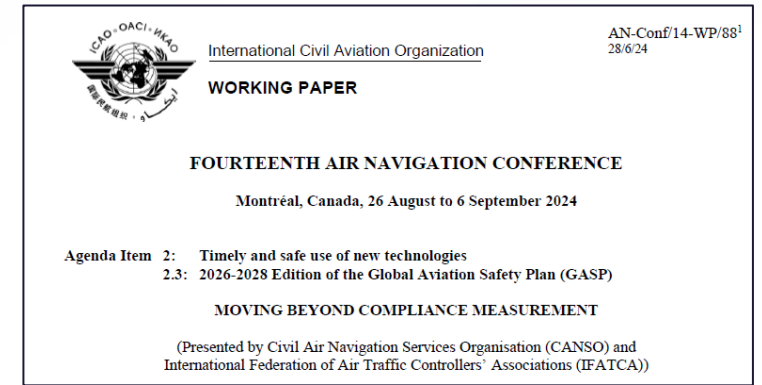 ICAO · OACI · ИКАО
International Civil Aviation Organization
WORKING PAPER
AN-Conf/14-WP/88¹
28/6/24
FOURTEENTH AIR NAVIGATION CONFERENCE
Montréal, Canada, 26 August to 6 September 2024
Agenda Item 2: Timely and safe use of new technologies
2.3: 2026-2028 Edition of the Global Aviation Safety Plan (GASP)
MOVING BEYOND COMPLIANCE MEASUREMENT
(Presented by Civil Air Navigation Services Organisation (CANSO) and
International Federation of Air Traffic Controllers’ Associations (IFATCA))